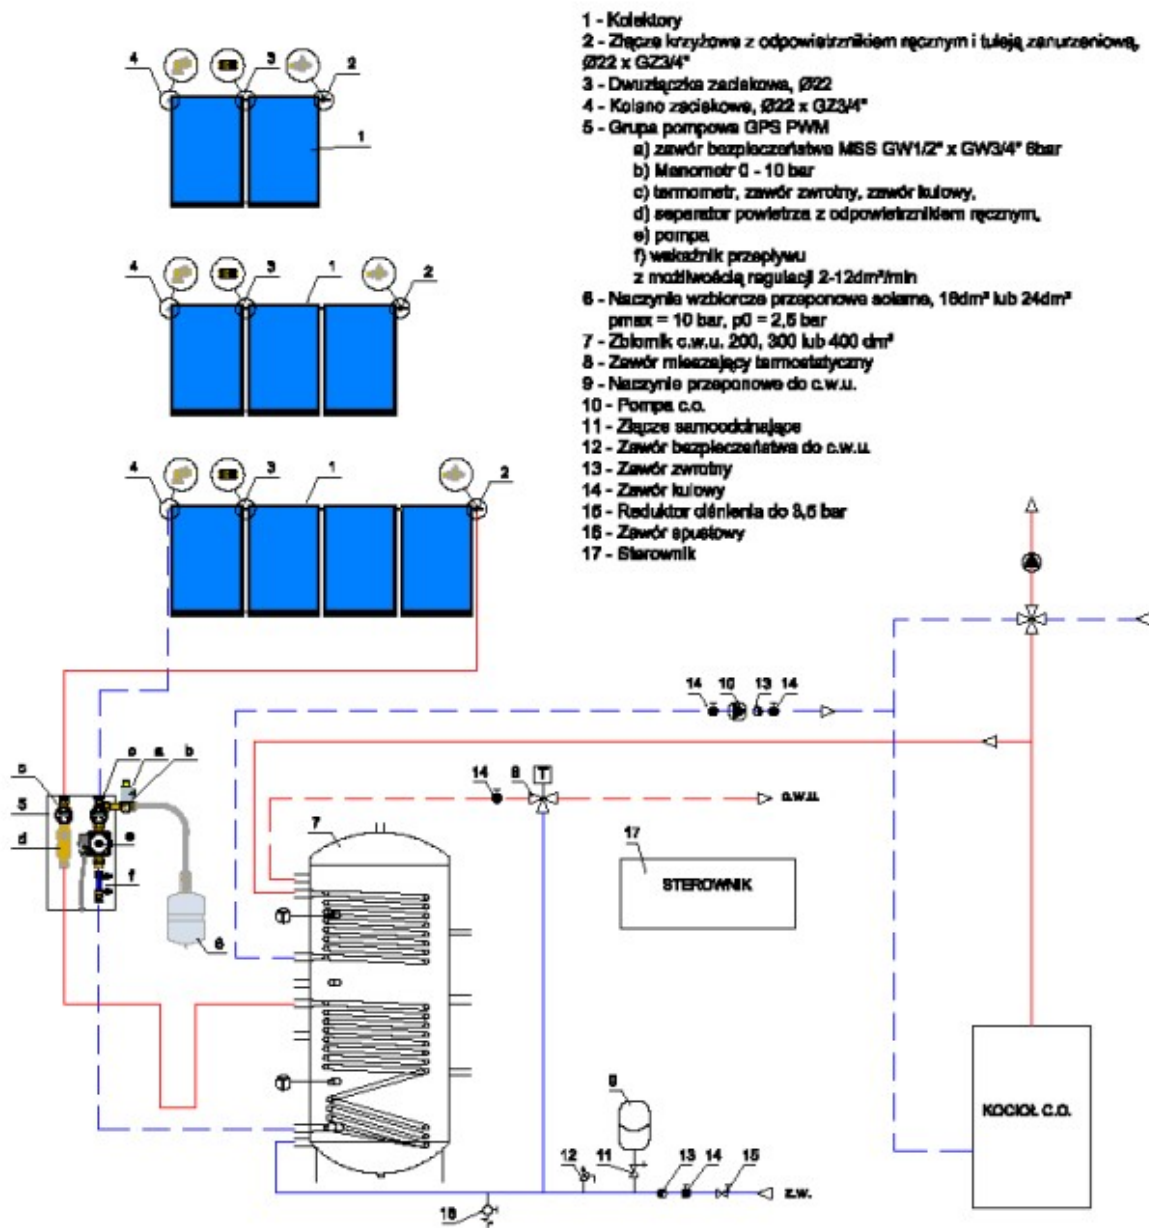 1 - Kolektory
2 - Złącze krzyżowe z odpowietrznikiem ręcznym i tuleją zanurzeniową,
Ø22 x GZ3/4"
3 - Dwuzłączka zaciskowa, Ø22
4 - Kolano zaciskowe, Ø22 x GZ3/4"
5 - Grupa pompowa GPS PWM
a) zawór bezpieczeństwa MSS GW1/2" x GW3/4" 6bar
b) Manometr 0 - 10 bar
c) termometr, zawór zwrotny, zawór kulowy,
d) separator powietrza z odpowietrznikiem ręcznym,
e) pompa
f) wskaźnik przepływu
z możliwością regulacji 2-12dm³/min
6 - Naczynie wzbiorcze przeponowe solarne, 18dm³ lub 24dm³
pmax = 10 bar, p0 = 2,5 bar
7 - Zbiornik c.w.u. 200, 300 lub 400 dm³
8 - Zawór mieszający termostatyczny
9 - Naczynie przeponowe do c.w.u.
10 - Pompa c.o.
11 - Złącze samoodcinające
12 - Zawór bezpieczeństwa do c.w.u.
13 - Zawór zwrotny
14 - Zawór kulowy
15 - Reduktor ciśnienia do 3,5 bar
16 - Zawór spustowy
17 - Sterownik
4 3 2
1
4 3 1 2
4 3 1 2
14 10 13 14
c a b
c
5
d e
f
6
14 8 T
c.w.u.
7
17
STEROWNIK
T
T
9
KOCIOŁ C.O.
12 11 13 14 15
z.w.
16